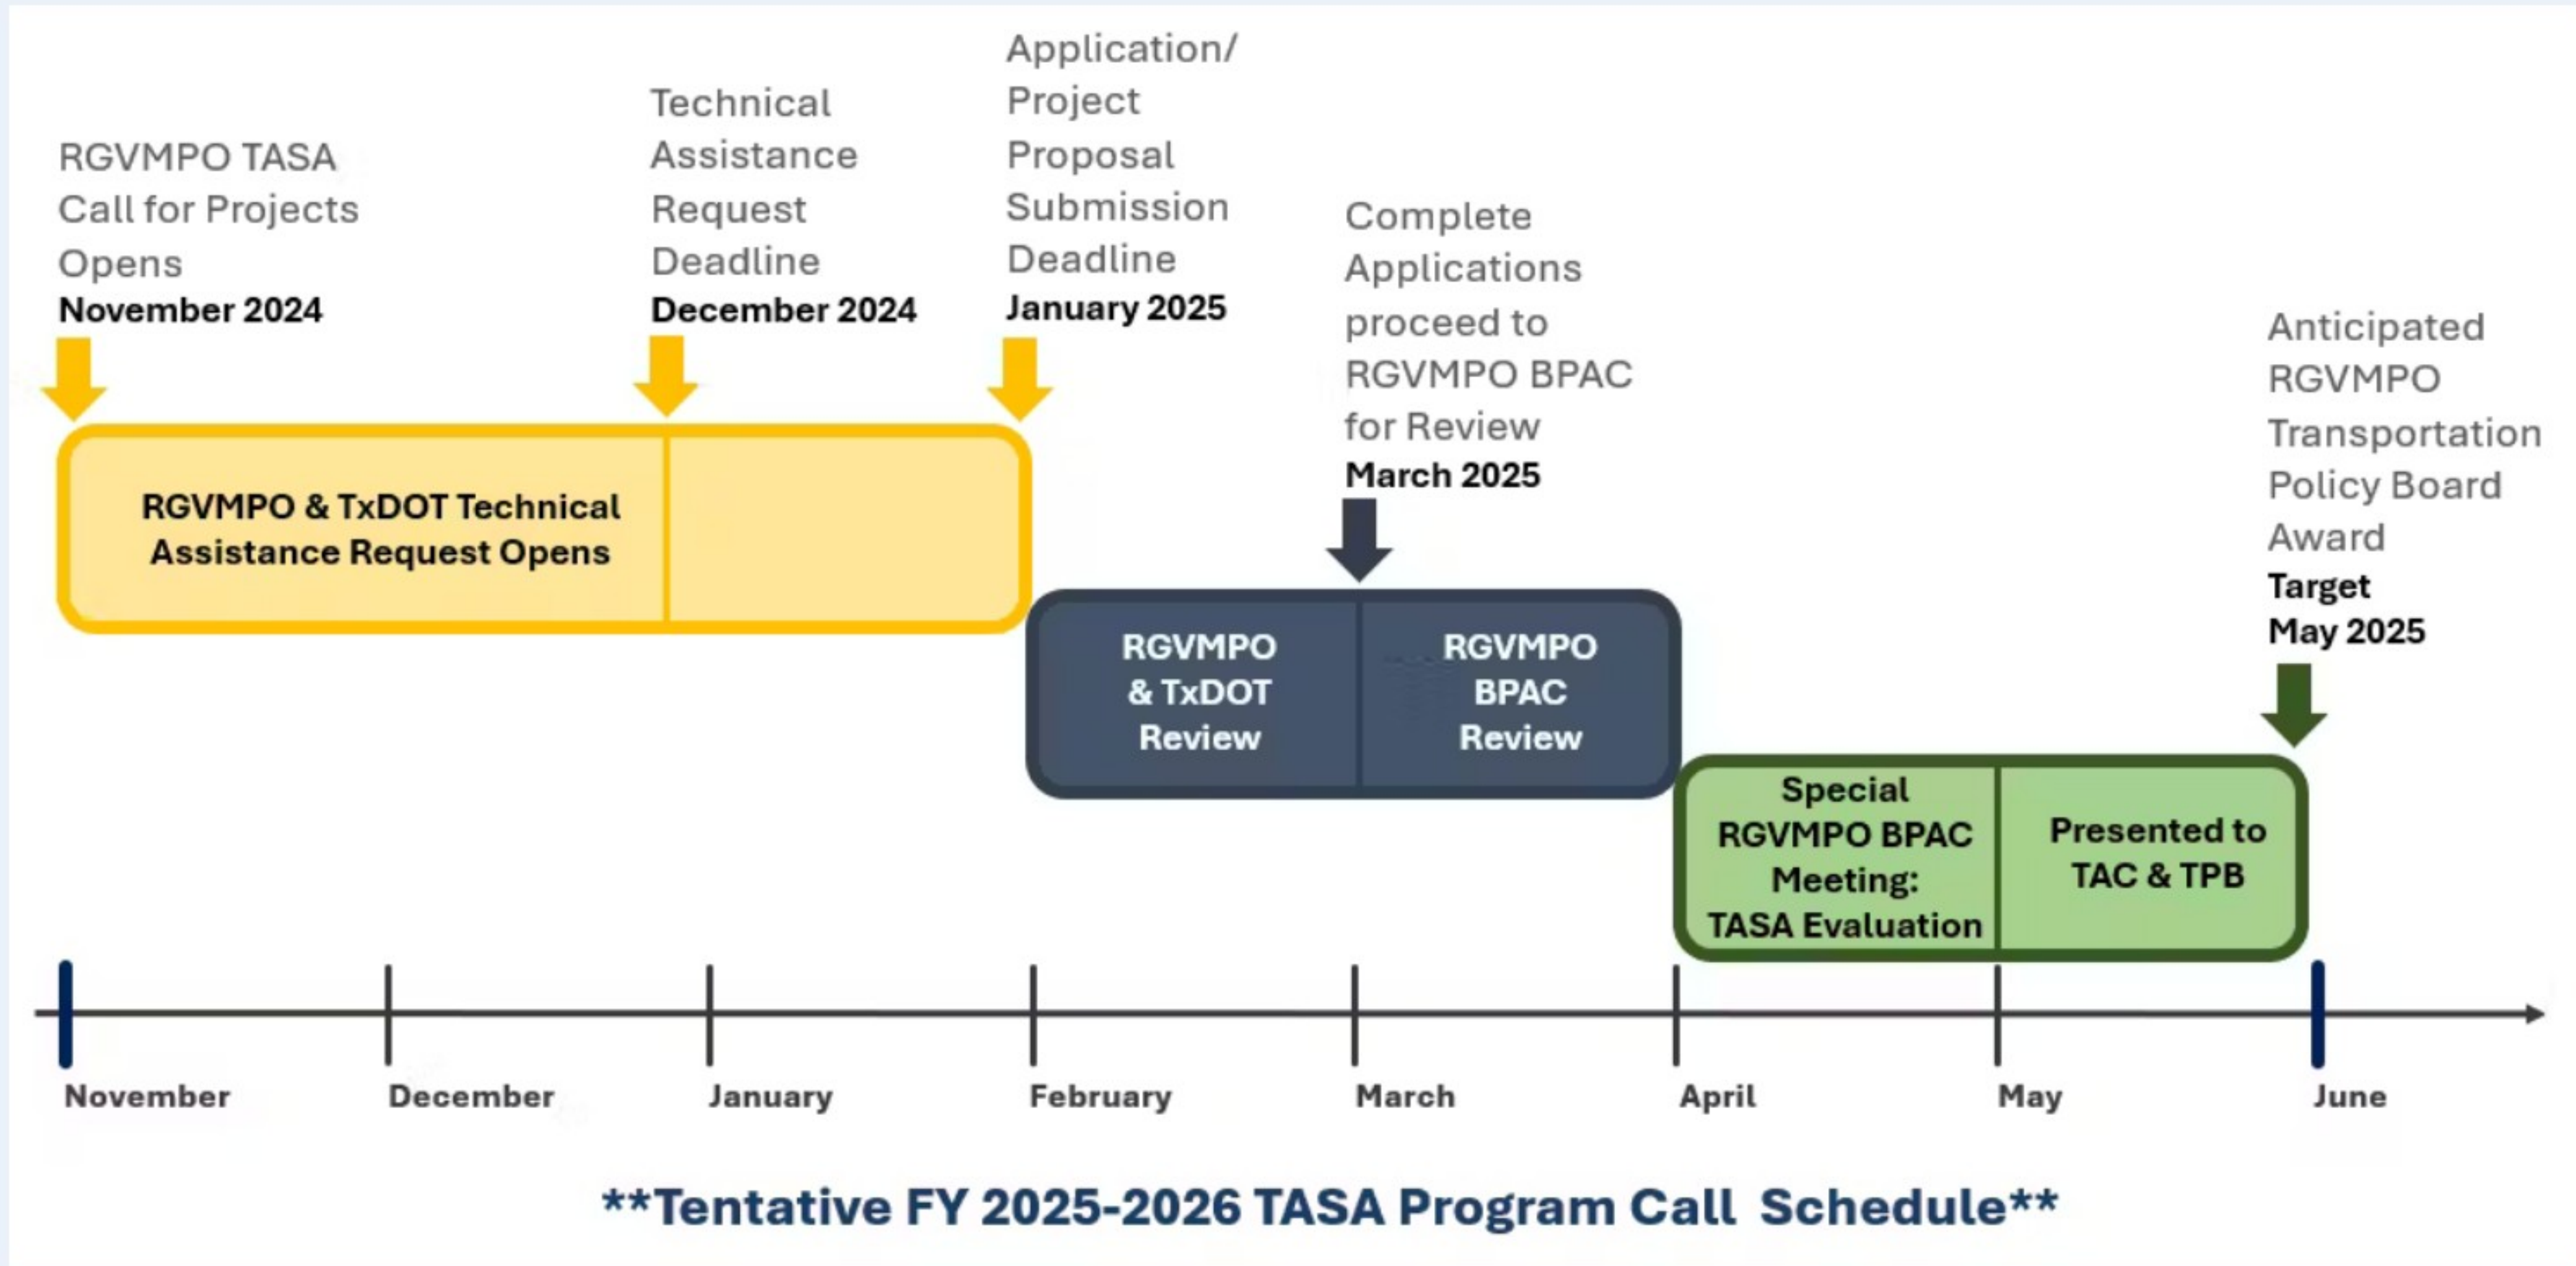 RGVMPO TASA
Call for Projects
Opens
November 2024
Technical
Assistance
Request
Deadline
December 2024
Application/
Project
Proposal
Submission
Deadline
January 2025
Complete
Applications
proceed to
RGVMPO BPAC
for Review
March 2025
Anticipated
RGVMPO
Transportation
Policy Board
Award
Target
May 2025
RGVMPO & TxDOT Technical
Assistance Request Opens
RGVMPO
& TxDOT
Review
RGVMPO
BPAC
Review
Special
RGVMPO BPAC
Meeting:
TASA Evaluation
Presented to
TAC & TPB
November
December
January
February
March
April
May
June
**Tentative FY 2025-2026 TASA Program Call Schedule**